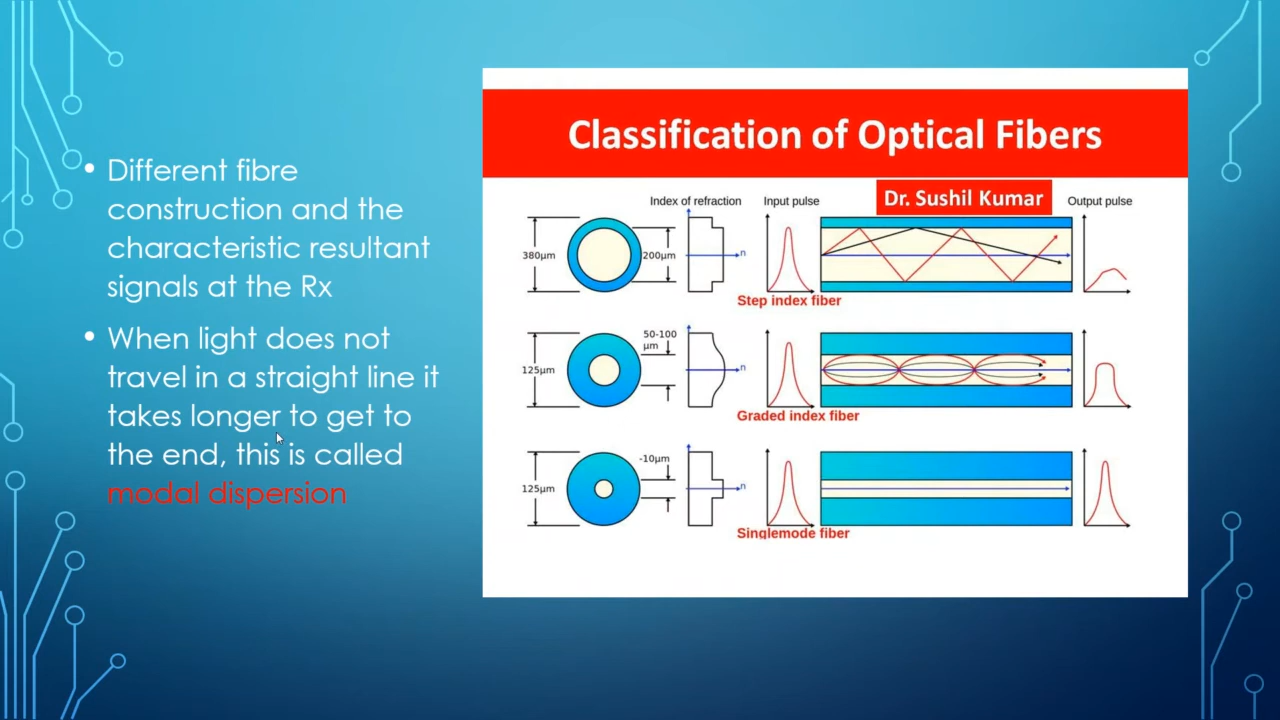 • Different fibre
construction and the
characteristic resultant
signals at the Rx
• When light does not
travel in a straight line it
takes longer to get to
the end, this is called
modal dispersion
Classification of Optical Fibers
Dr. Sushil Kumar
Index of refraction
Input pulse
Output pulse
380μm
200μm
n
Step index fiber
50-100
μm
125μm
n
Graded index fiber
-10μm
125μm
n
Singlemode fiber